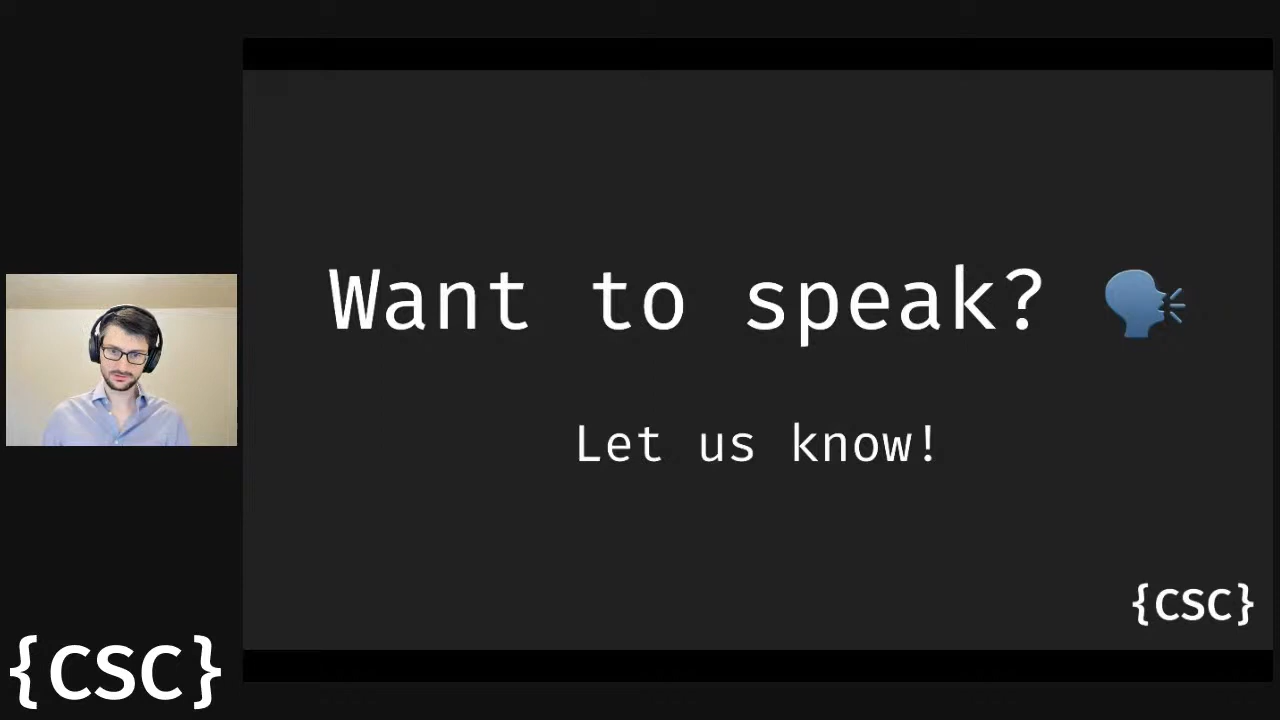 Want to speak? 🗣
Let us know!
{CSC}
{CSC}